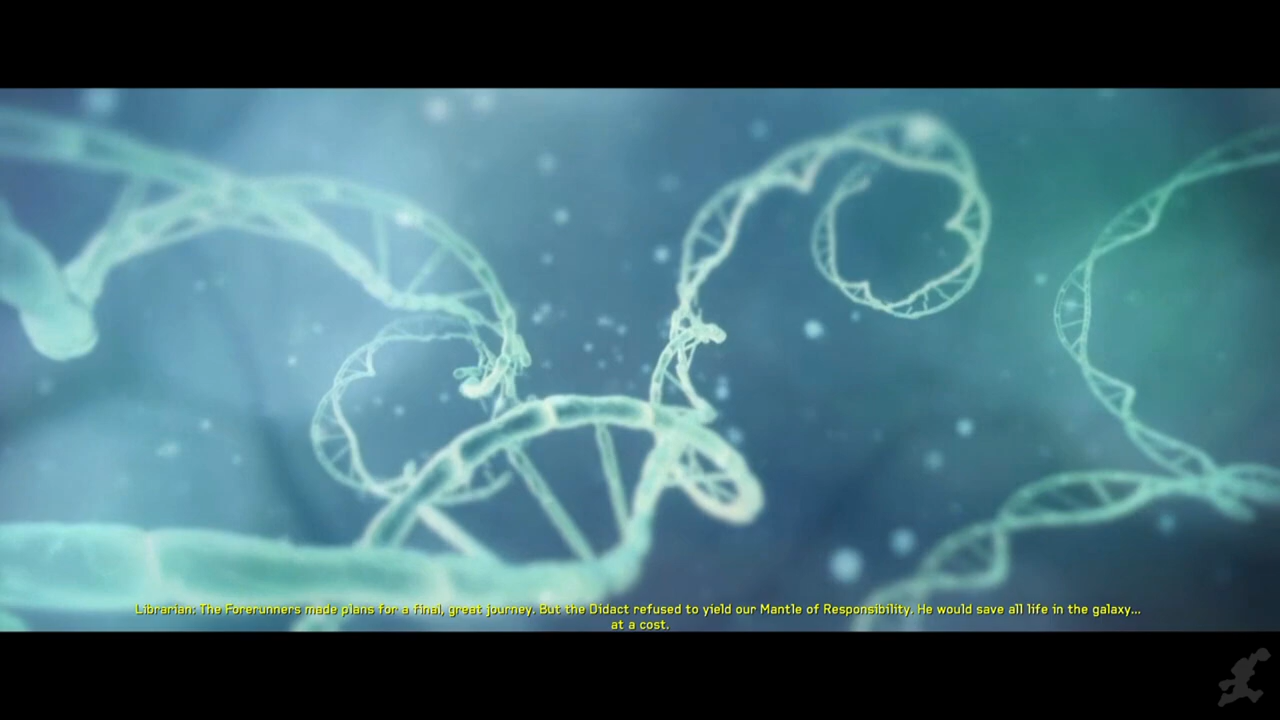 Librarian: The Forerunners made plans for a final, great journey. But the Didact refused to yield our Mantle of Responsibility. He would save all life in the galaxy...
at a cost.